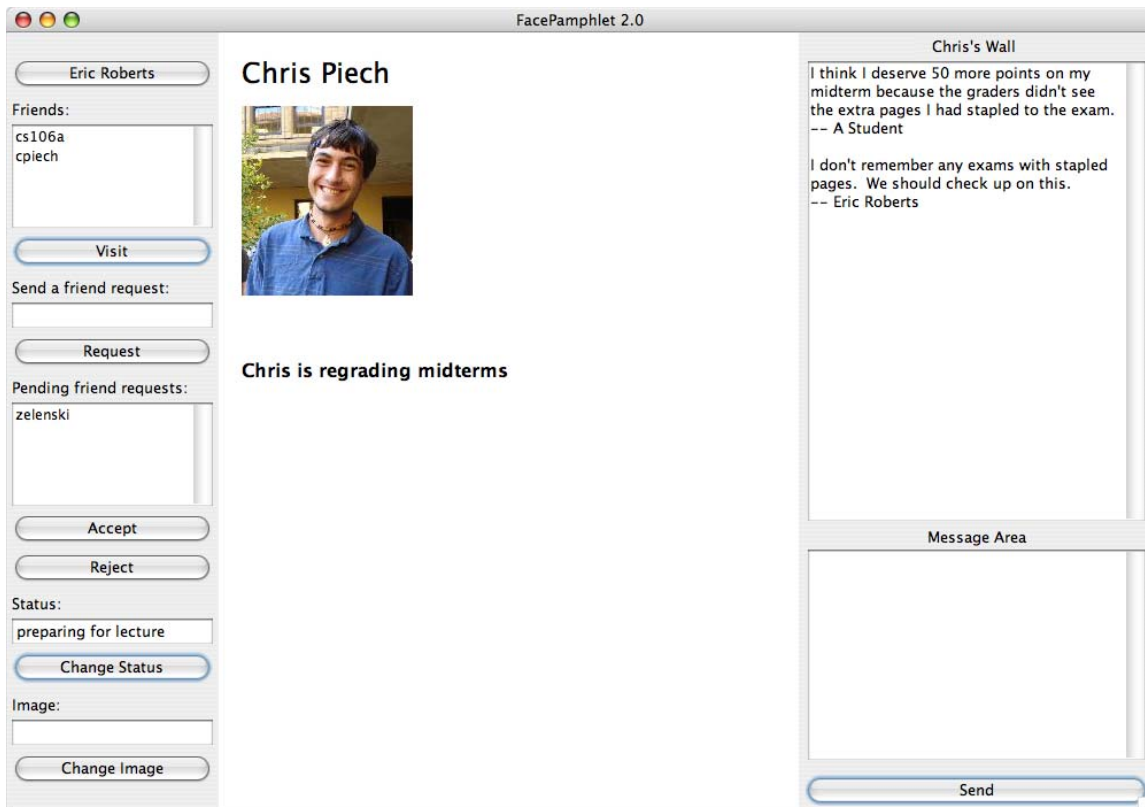 FacePamphlet 2.0
Eric Roberts
Friends:
cs106a
cpiech
Visit
Send a friend request:
Request
Pending friend requests:
zelenski
Accept
Reject
Status:
preparing for lecture
Change Status
Image:
Change Image
Chris Piech
Chris is regrading midterms
Chris's Wall
I think I deserve 50 more points on my
midterm because the graders didn't see
the extra pages I had stapled to the exam.
-- A Student
I don't remember any exams with stapled
pages.  We should check up on this.
-- Eric Roberts
Message Area
Send